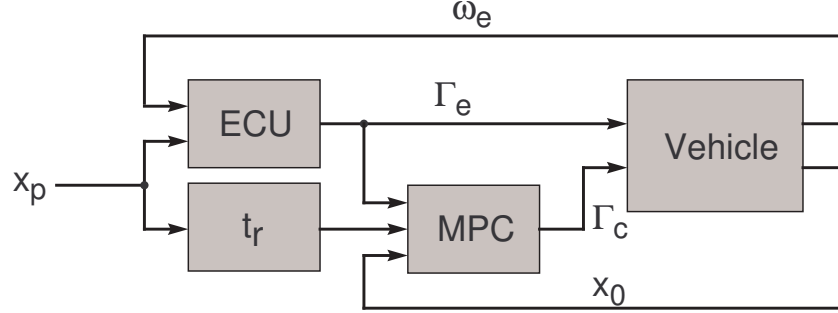 ωe
ECU
Γe
Vehicle
xp
tr
MPC
Γc
x0